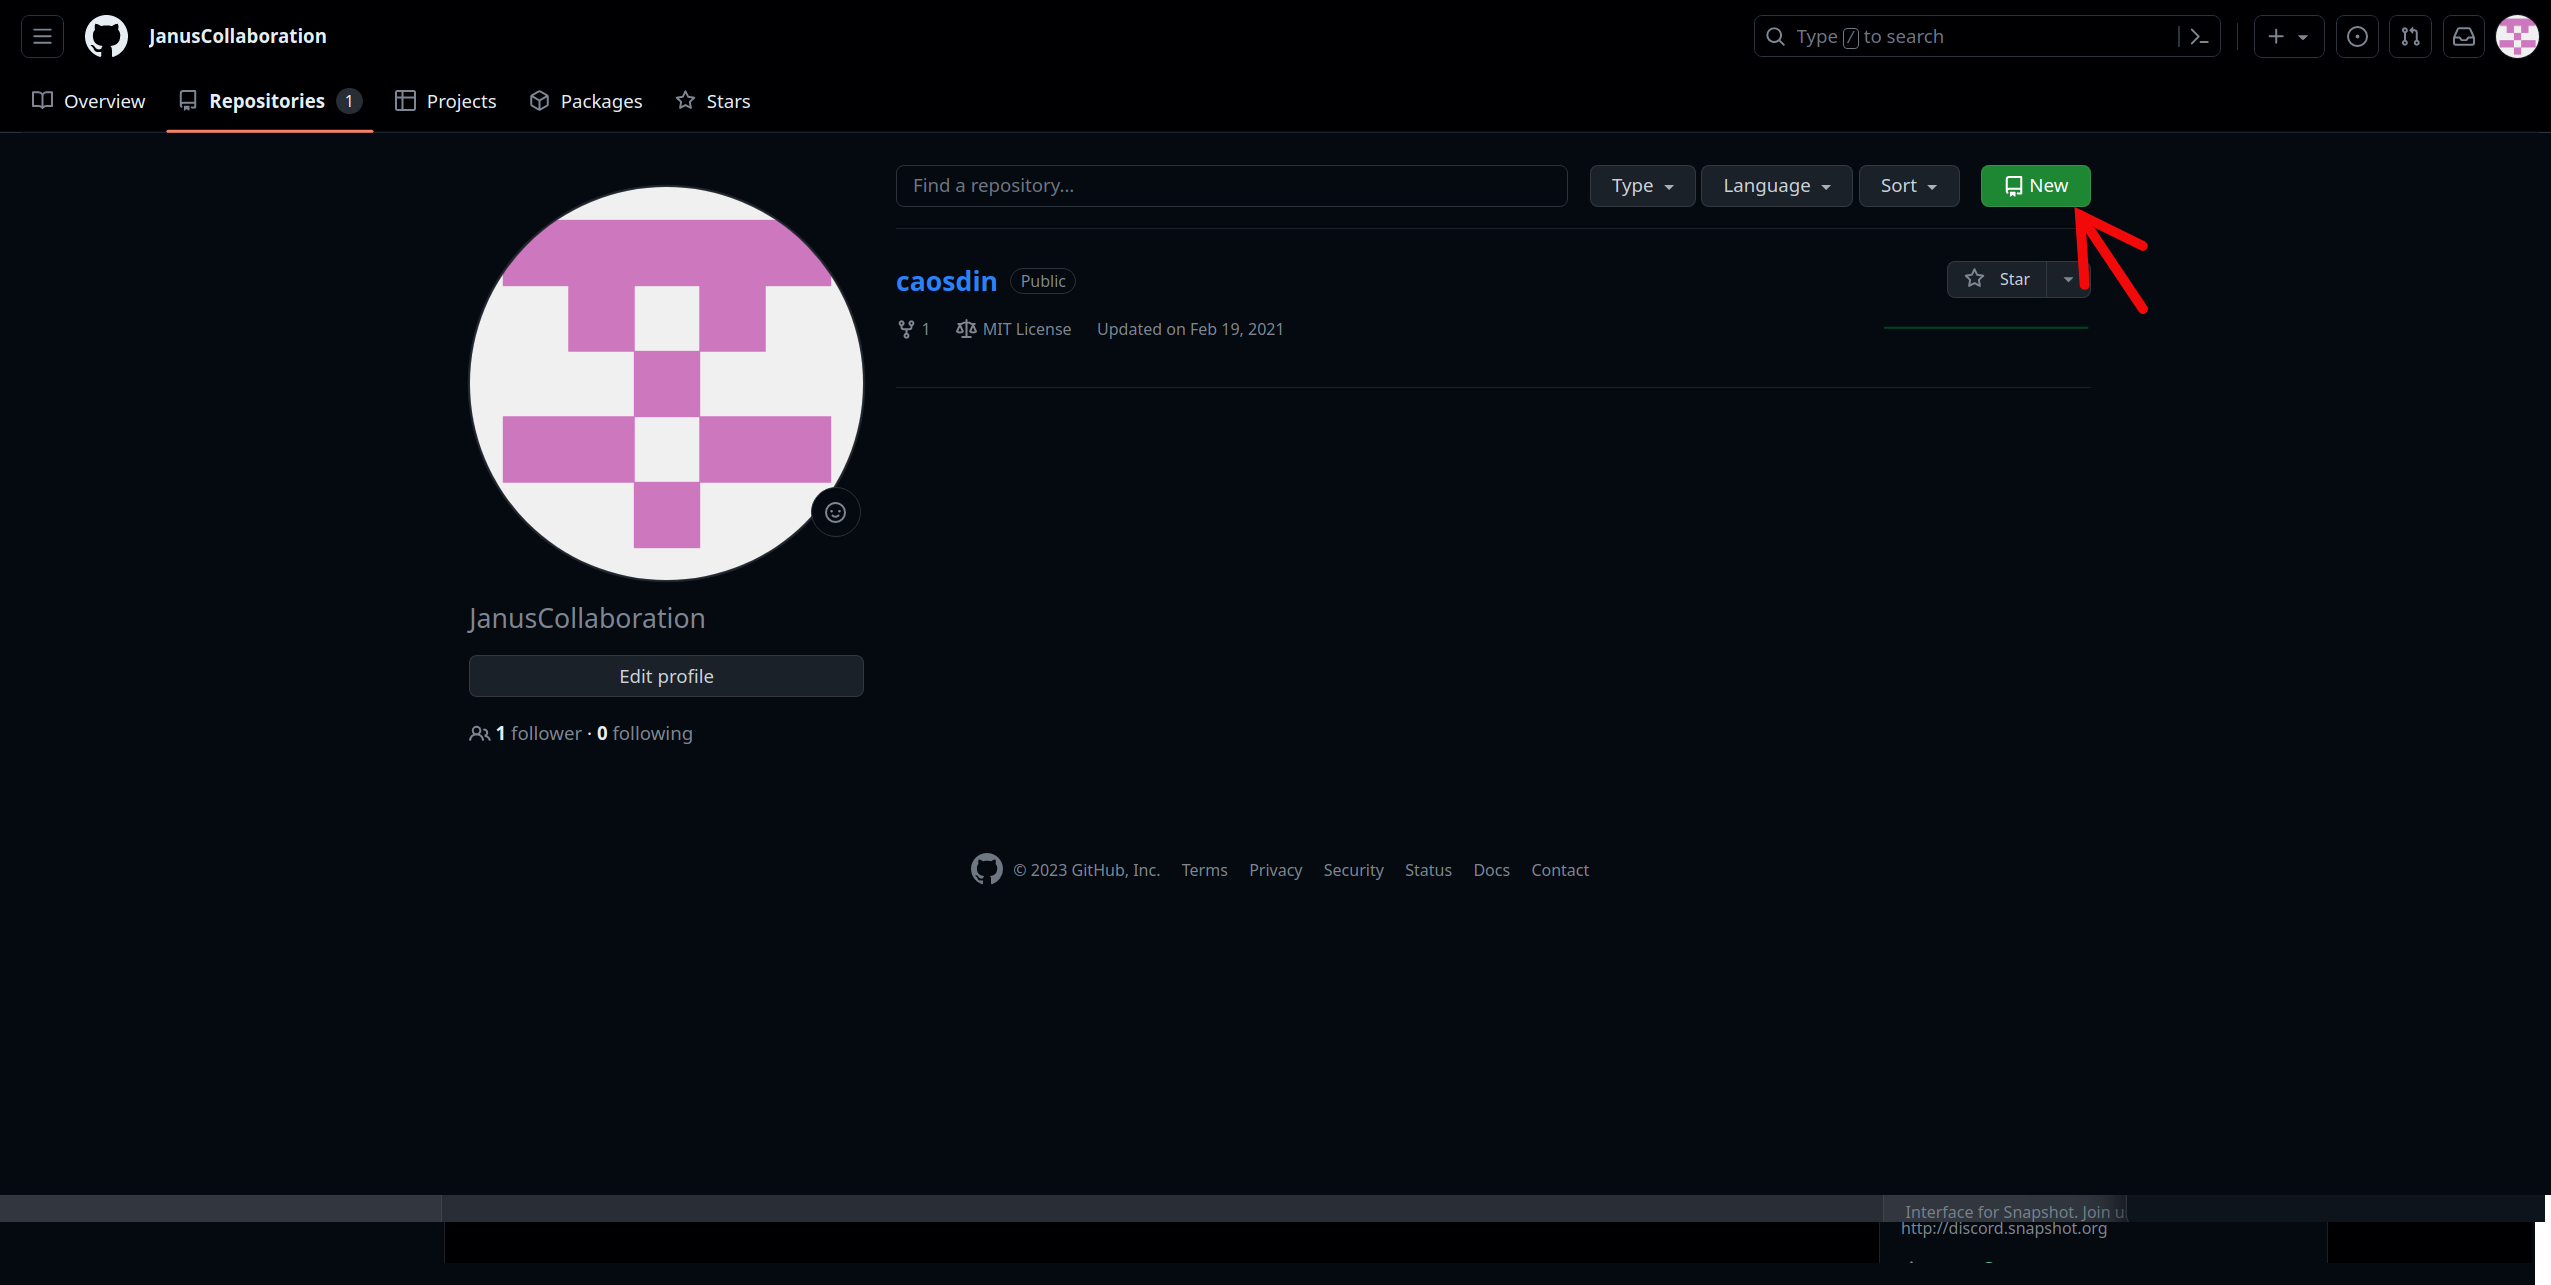 JanusCollaboration
Type / to search
Overview
Repositories 1
Projects
Packages
Stars
Find a repository...
Type
Language
Sort
New
caosdin
Public
Star
1
MIT License
Updated on Feb 19, 2021
JanusCollaboration
Edit profile
1 follower · 0 following
© 2023 GitHub, Inc.
Terms
Privacy
Security
Status
Docs
Contact
Interface for Snapshot. Join u
http://discord.snapshot.org